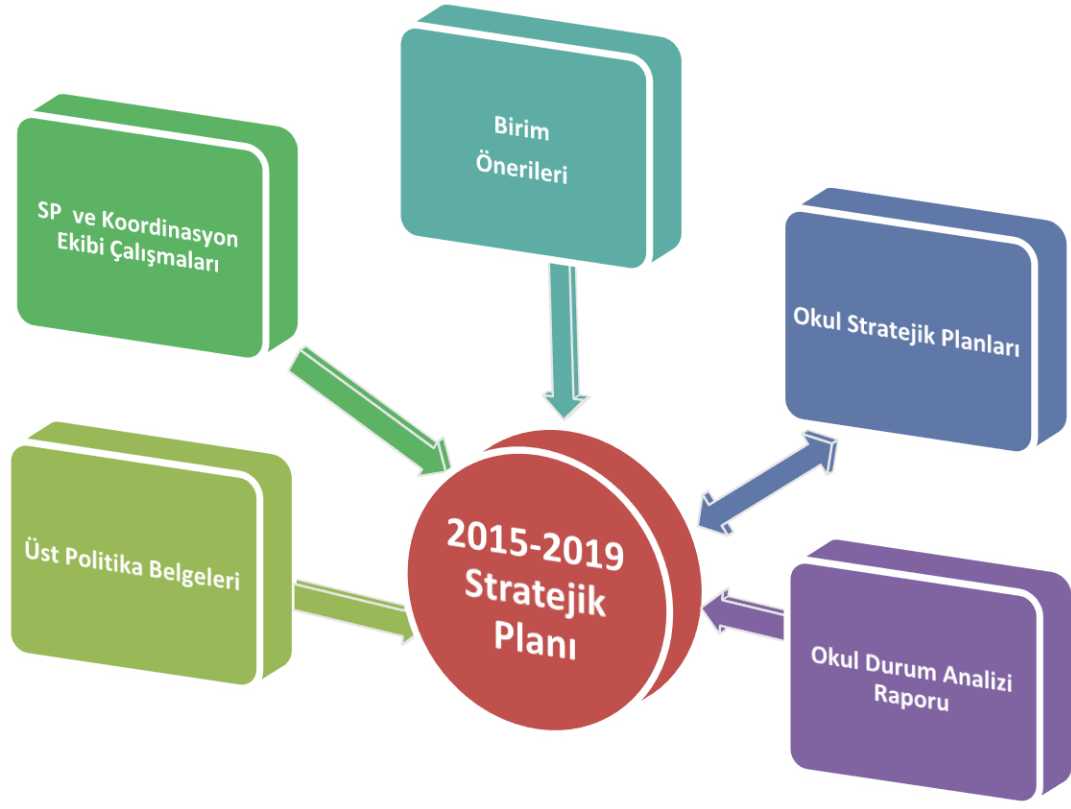 Birim
Önerileri
SP ve Koordinasyon
Ekibi Çalışmaları
Okul Stratejik Planları
Üst Politika Belgeleri
2015-2019
Stratejik
Planı
Okul Durum Analizi
Raporu